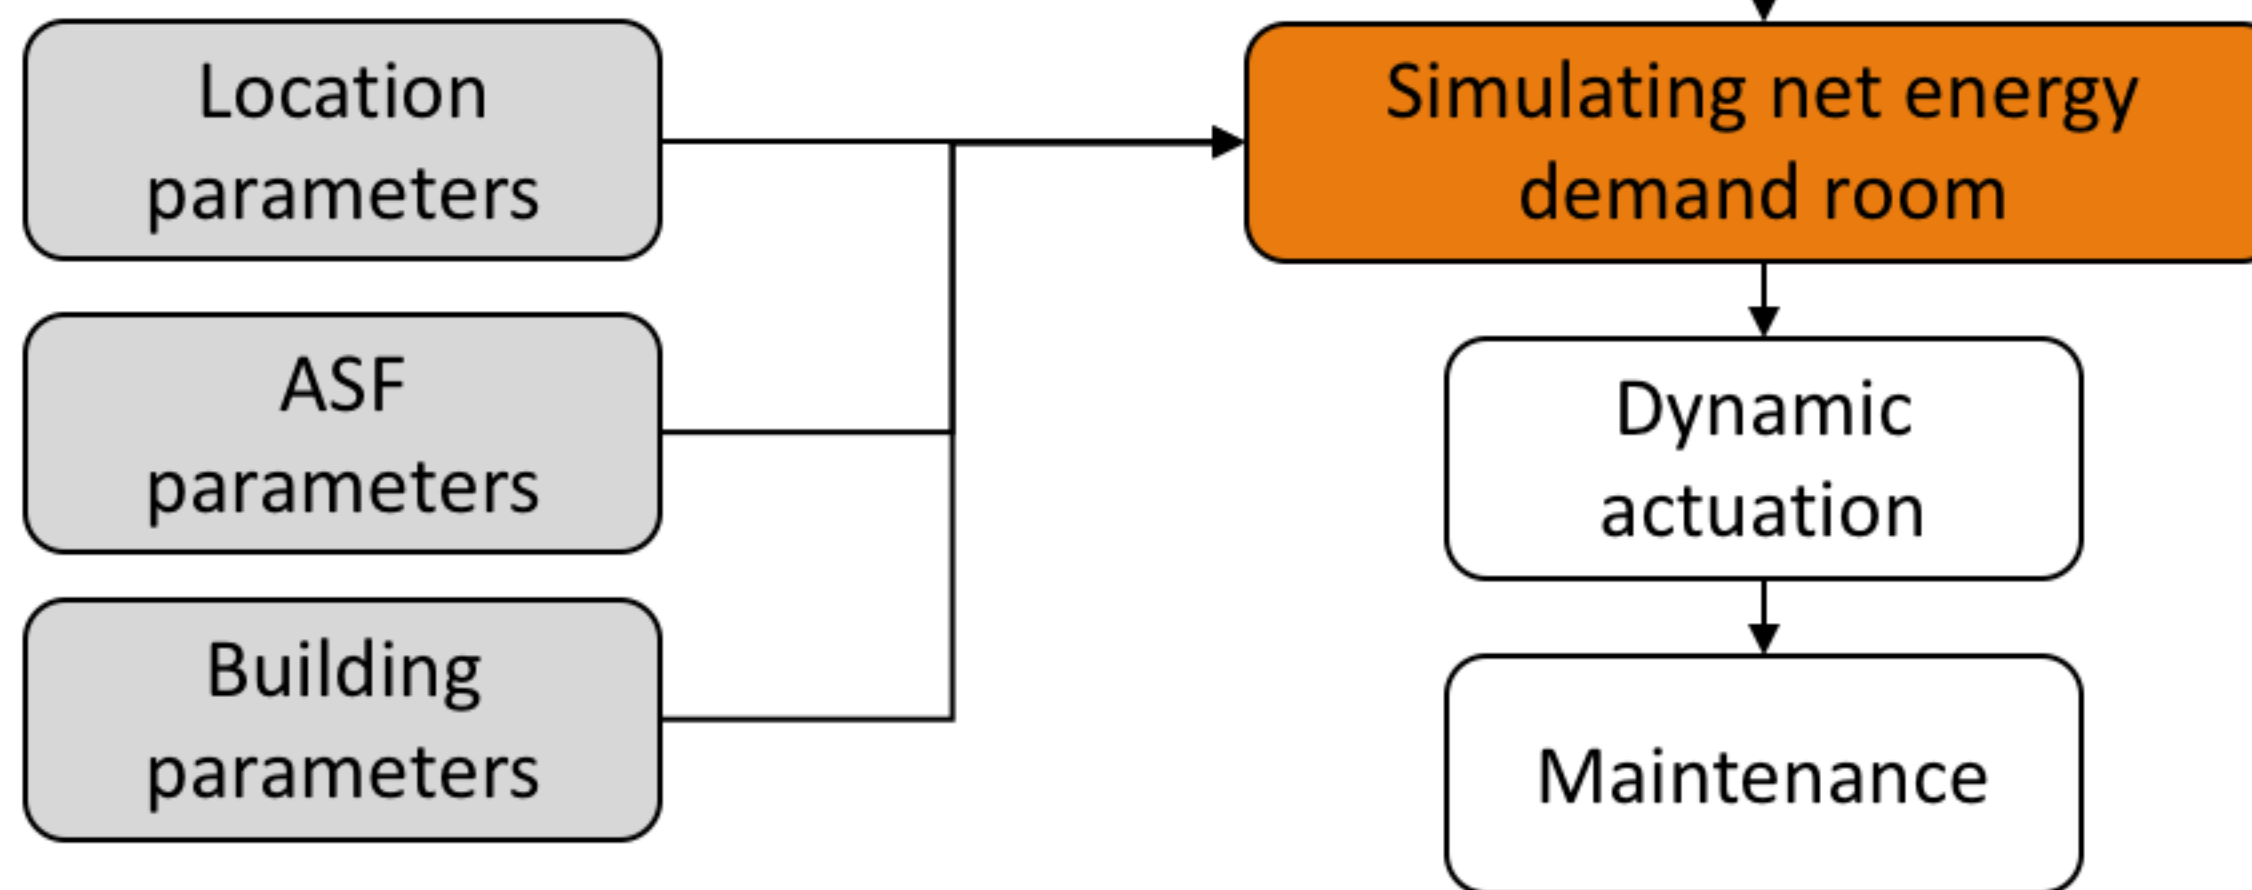 Location
parameters
Simulating net energy
demand room
ASF
parameters
Dynamic
actuation
Building
parameters
Maintenance